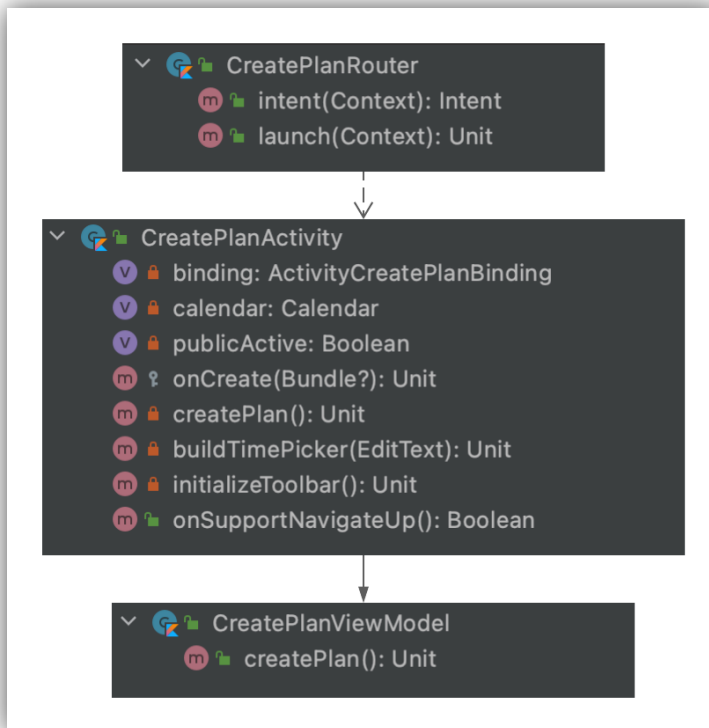 CreatePlanRouter
intent(Context): Intent
launch(Context): Unit
CreatePlanActivity
binding: ActivityCreatePlanBinding
calendar: Calendar
publicActive: Boolean
onCreate(Bundle?): Unit
createPlan(): Unit
buildTimePicker(EditText): Unit
initializeToolbar(): Unit
onSupportNavigateUp(): Boolean
CreatePlanViewModel
createPlan(): Unit